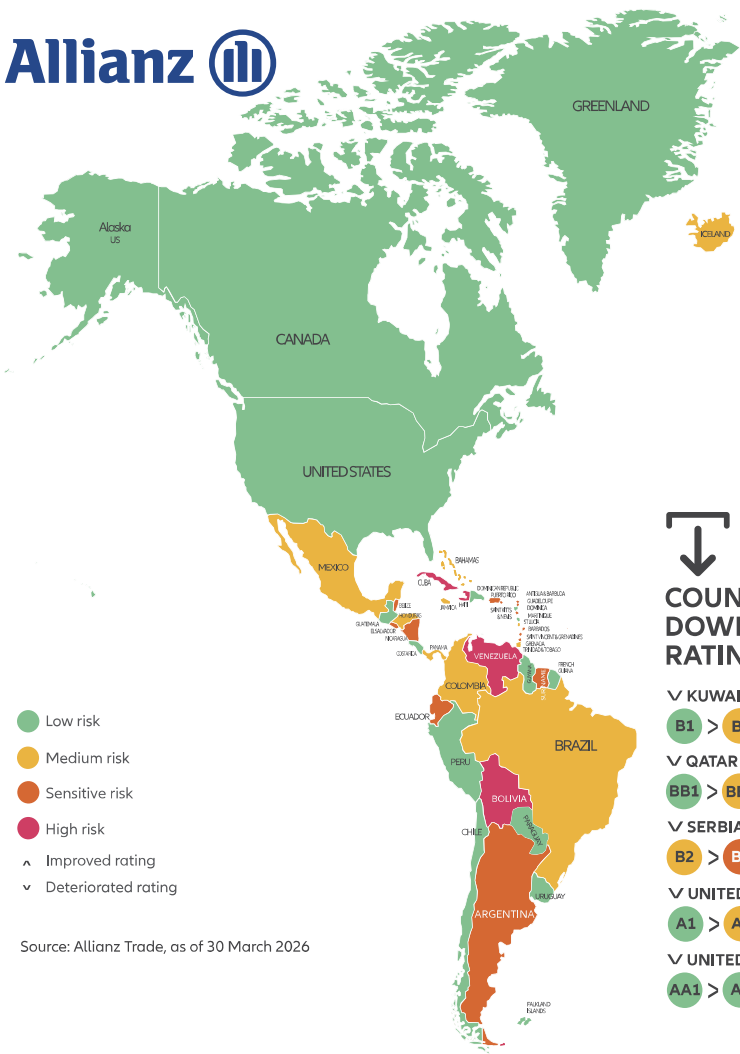 Allianz
GREENLAND
ICELAND
Alaska
US
CANADA
UNITED STATES
MEXICO
BAHAMAS
CUBA
DOMINICAN REPUBLIC
PUERTO RICO
JAMAICA
HAITI
SAINT KITTS
& NEVIS
ANTIGUA & BARBUDA
GUADELOUPE
DOMINICA
MARTINIQUE
ST LUCIA
BARBADOS
SAINT VINCENT & GRENADINES
GRENADA
TRINIDAD & TOBAGO
BELIZE
HONDURAS
GUATEMALA
EL SALVADOR
NICARAGUA
COSTA RICA
PANAMA
VENEZUELA
GUYANA
SURINAME
FRENCH
GUIANA
COLOMBIA
ECUADOR
BRAZIL
PERU
BOLIVIA
PARAGUAY
CHILE
URUGUAY
ARGENTINA
FALKLAND
ISLANDS
Low risk
Medium risk
Sensitive risk
High risk
Improved rating
Deteriorated rating
Source: Allianz Trade, as of 30 March 2026
COUN
DOW
RATIN
KUWAI
B1 > B
QATAR
BB1 > B
SERBIA
B2 > B
UNITED
A1 > A
UNITED
AA1 > A